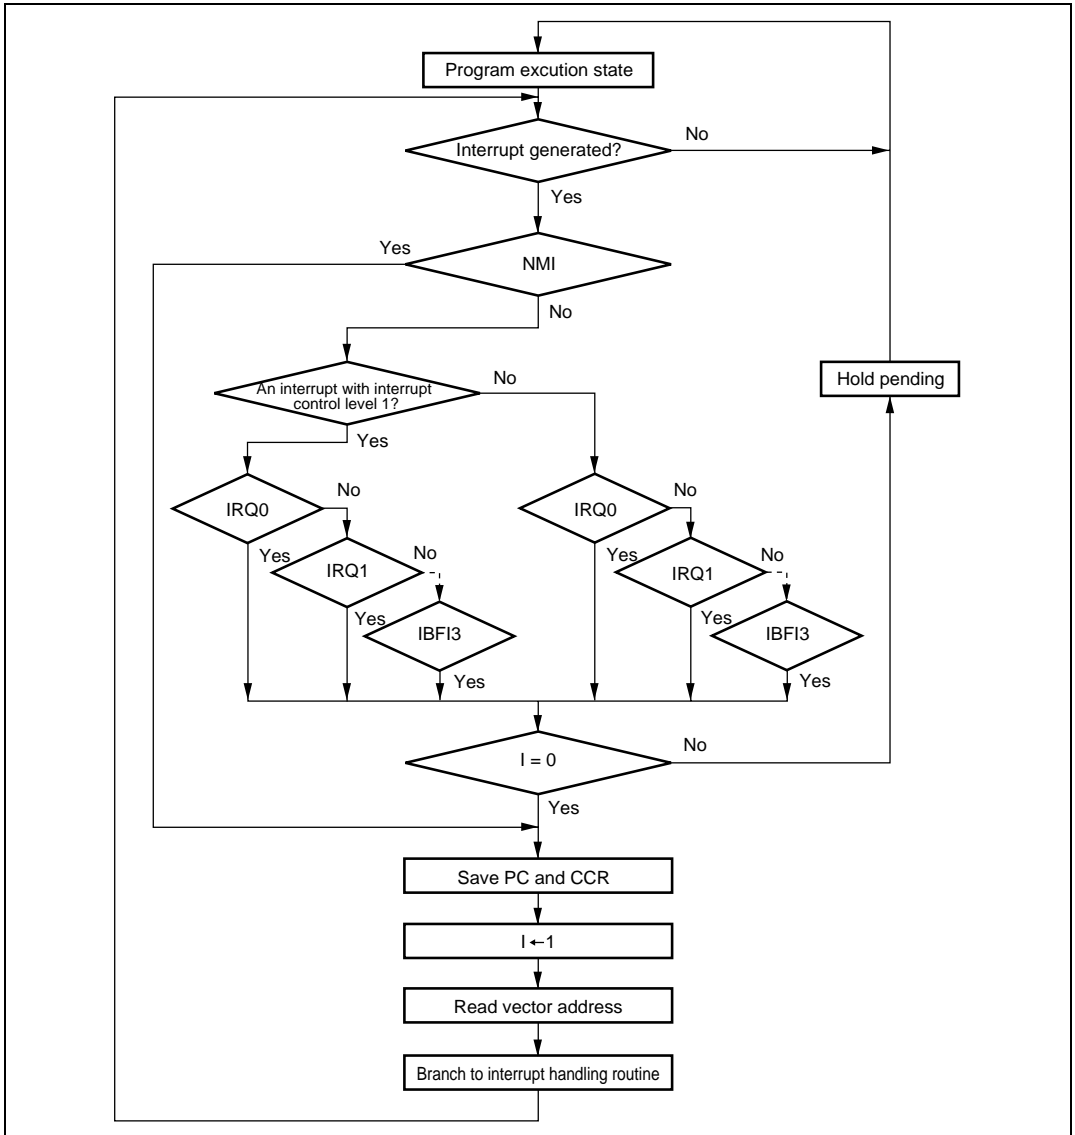 Program excution state
No
Interrupt generated?
Yes
Yes
NMI
No
An interrupt with interrupt
control level 1?
No
Hold pending
Yes
IRQ0
No
IRQ0
No
Yes
IRQ1
No
Yes
IRQ1
No
Yes
IBFI3
Yes
IBFI3
Yes
Yes
I = 0
No
Yes
Save PC and CCR
I ←1
Read vector address
Branch to interrupt handling routine